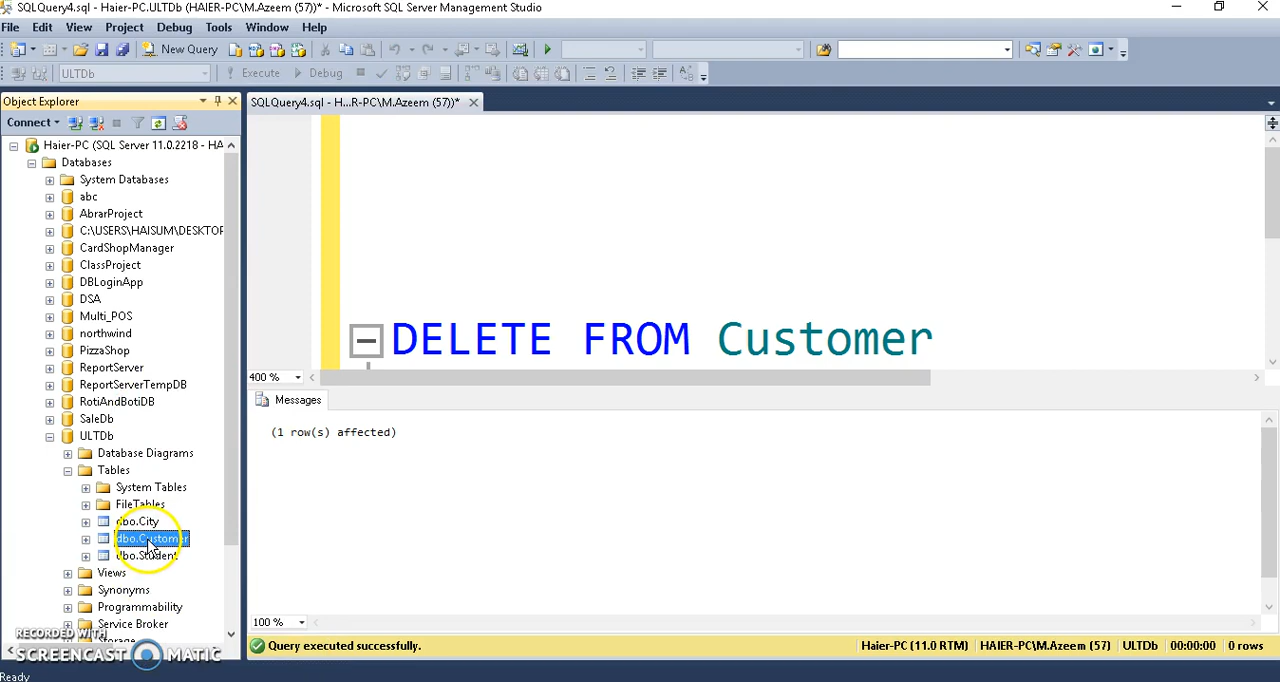 SQLQuery4.sql - Haier-PC.ULTDb (HAIER-PC\M.Azeem (57))* - Microsoft SQL Server Management Studio
File Edit View Project Debug Tools Window Help
New Query
ULTDb Execute Debug
Object Explorer
SQLQuery4.sql - H...R-PC\M.Azeem (57))*
Connect
Haier-PC (SQL Server 11.0.2218 - HA
Databases
System Databases
abc
AbrarProject
C:\USERS\HAISUM\DESKTOP
CardShopManager
ClassProject
DBLoginApp
DSA
Multi_POS
northwind
PizzaShop
ReportServer
ReportServerTempDB
RotiAndBotiDB
SaleDb
ULTDb
Database Diagrams
Tables
System Tables
FileTables
dbo.City
dbo.Customer
dbo.Student
Views
Synonyms
Programmability
Service Broker
Storage
DELETE FROM Customer
400 %
Messages
(1 row(s) affected)
100 %
Query executed successfully.
Haier-PC (11.0 RTM) HAIER-PC\M.Azeem (57) ULTDb 00:00:00 0 rows
RECORDED WITH
SCREENCAST MATIC
Ready